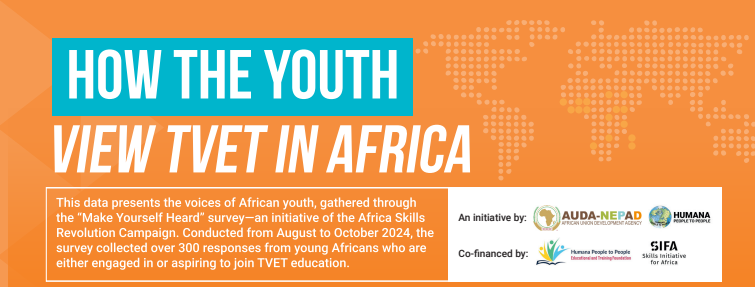 HOW THE YOUTH
VIEW TVET IN AFRICA
This data presents the voices of African youth, gathered through
the "Make Yourself Heard" survey—an initiative of the Africa Skills
Revolution Campaign. Conducted from August to October 2024, the
survey collected over 300 responses from young Africans who are
either engaged in or aspiring to join TVET education.
An initiative by:
AUDA-NEPAD
AFRICAN UNION DEVELOPMENT AGENCY
HUMANA
PEOPLE TO PEOPLE
Co-financed by:
Humana People to People
Educational and Training Foundation
SIFA
Skills Initiative
for Africa